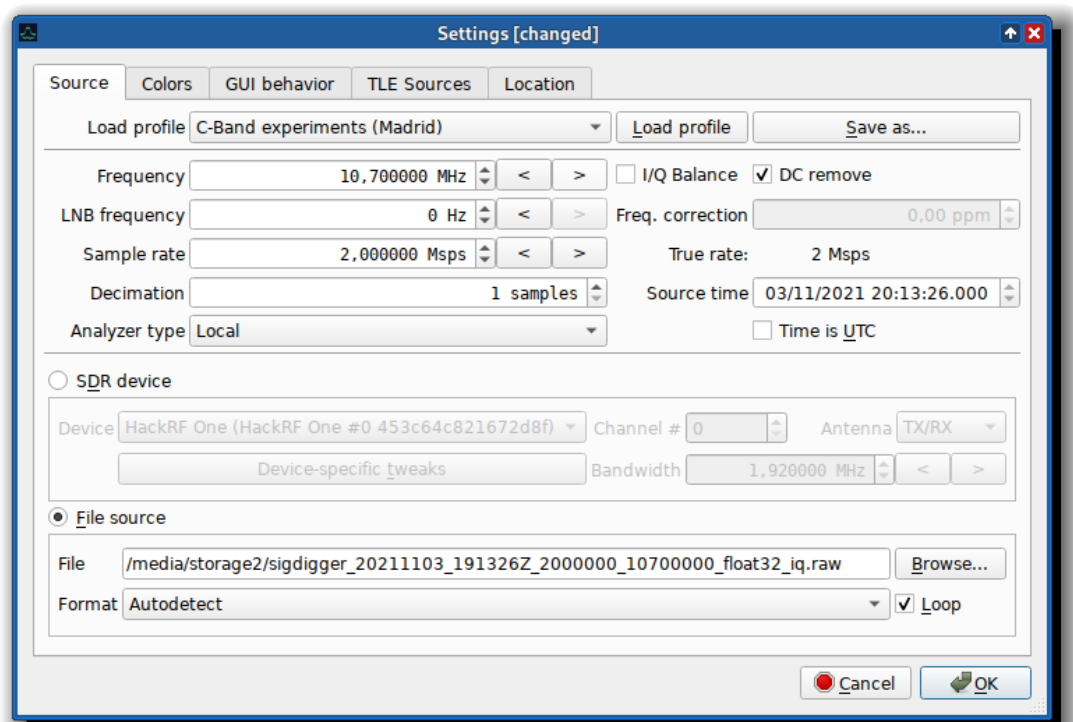 Settings [changed]
Source Colors GUI behavior TLE Sources Location
Load profile C-Band experiments (Madrid) Load profile Save as...
Frequency 10,700000 MHz < > I/Q Balance DC remove
LNB frequency 0 Hz < > Freq. correction 0,00 ppm
Sample rate 2,000000 Msps < > True rate: 2 Msps
Decimation 1 samples Source time 03/11/2021 20:13:26.000
Analyzer type Local Time is UTC
SDR device
Device HackRF One (HackRF One #0 453c64c821672d8f) Channel # 0 Antenna TX/RX
Device-specific tweaks Bandwidth 1,920000 MHz < >
File source
File /media/storage2/sigdigger_20211103_191326Z_2000000_10700000_float32_iq.raw Browse...
Format Autodetect Loop
Cancel OK